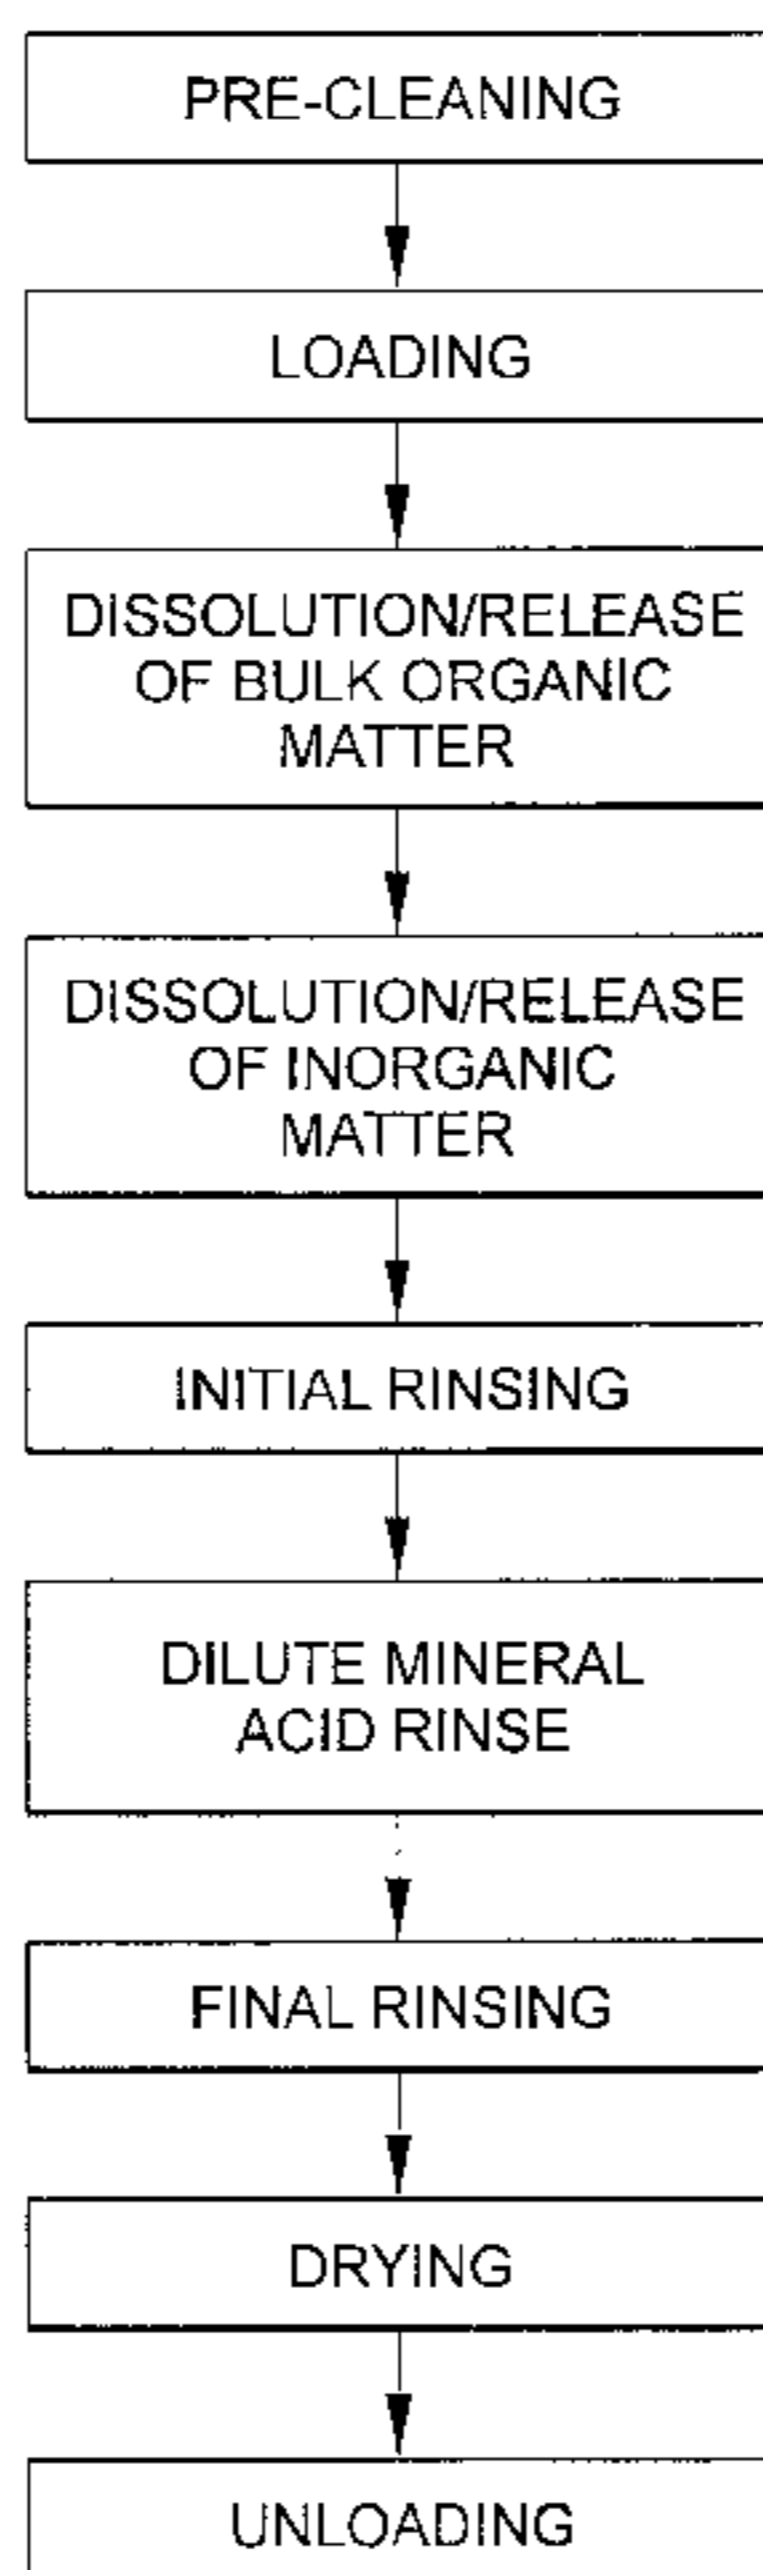 PRE-CLEANING
LOADING
DISSOLUTION/RELEASE
OF BULK ORGANIC
MATTER
DISSOLUTION/RELEASE
OF INORGANIC
MATTER
INITIAL RINSING
DILUTE MINERAL
ACID RINSE
FINAL RINSING
DRYING
UNLOADING